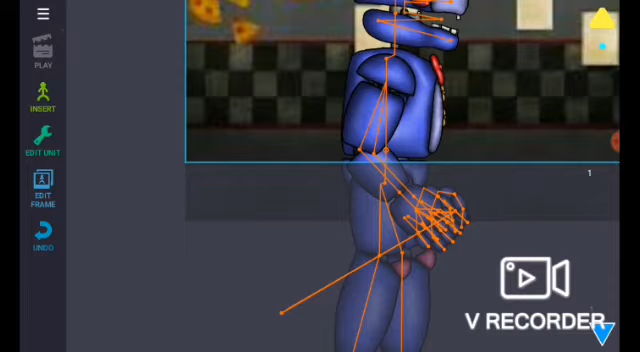 PLAY
INSERT
EDIT UNIT
EDIT
FRAME
UNDO
1
V RECORDER